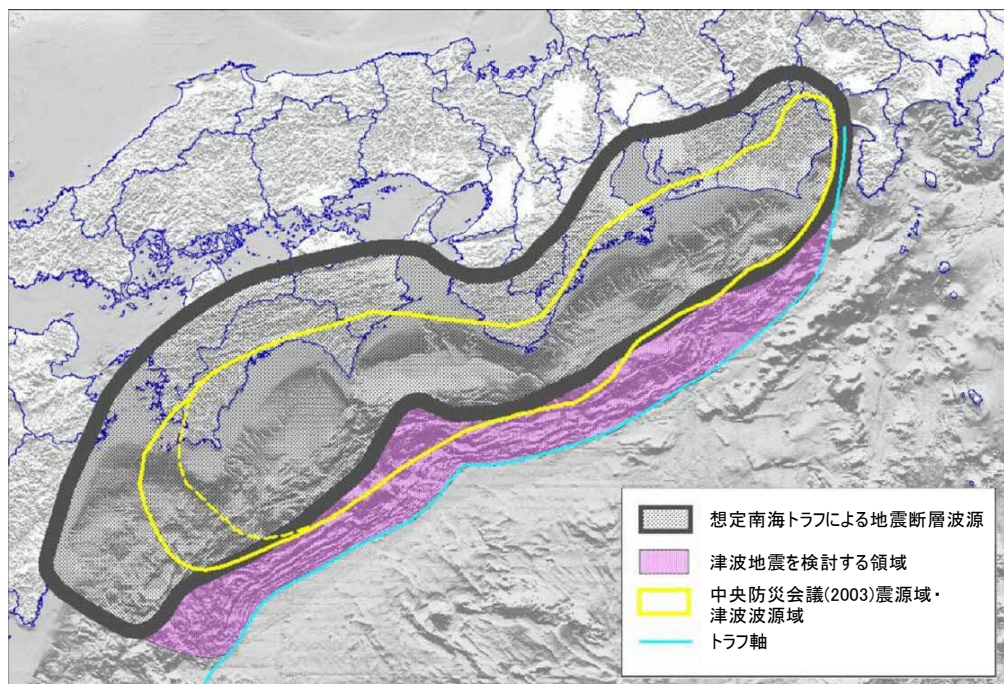 想定南海トラフによる地震断層波源
津波地震を検討する領域
中央防災会議(2003)震源域・
津波波源域
トラフ軸